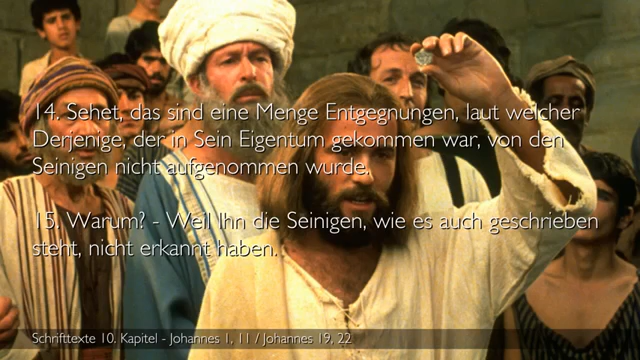 14. Sehet, das sind eine Menge Entgegnungen, laut welcher
Derjenige, der in Sein Eigentum gekommen war, von den
Seinigen nicht aufgenommen wurde.
15. Warum? - Weil Ihn die Seinigen, wie es auch geschrieben
steht, nicht erkannt haben.
Schrifttexte 10. Kapitel - Johannes 1, 11 / Johannes 19, 22